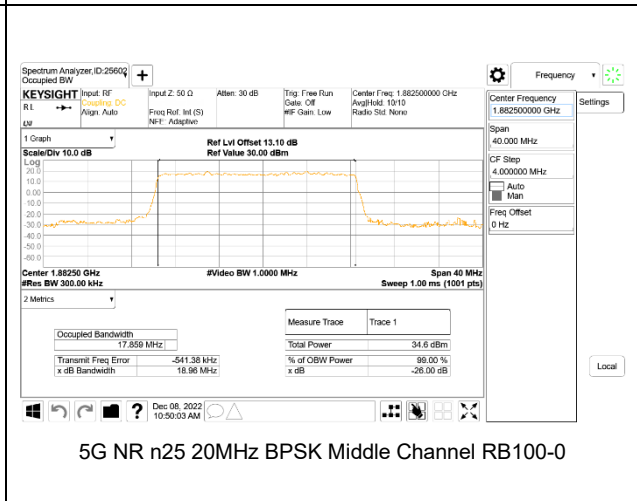 Spectrum Analyzer,ID:25602
Occupied BW
Frequency
KEYSIGHT Input: RF Input Z: 50 Ω Atten: 30 dB Trig: Free Run Center Freq: 1.882500000 GHz
RL Coupling: DC Gate: Off Avg|Hold: 10/10
Align: Auto Freq Ref: Int (S) #IF Gain: Low Radio Std: None
NFE: Adaptive
Center Frequency
1.882500000 GHz
Settings
Span
40.000 MHz
CF Step
4.000000 MHz
Auto
Man
Freq Offset
0 Hz
Local
1 Graph
Ref Lvl Offset 13.10 dB
Scale/Div 10.0 dB Ref Value 30.00 dBm
Log
20.0
10.0
0.00
-10.0
-20.0
-30.0
-40.0
-50.0
-60.0
Center 1.88250 GHz #Video BW 1.0000 MHz Span 40 MHz
#Res BW 300.00 kHz Sweep 1.00 ms (1001 pts)
2 Metrics
Measure Trace Trace 1
Occupied Bandwidth
17.859 MHz Total Power 34.6 dBm
Transmit Freq Error -541.38 kHz % of OBW Power 99.00 %
x dB Bandwidth 18.96 MHz x dB -26.00 dB
Dec 08, 2022
10:50:03 AM
5G NR n25 20MHz BPSK Middle Channel RB100-0